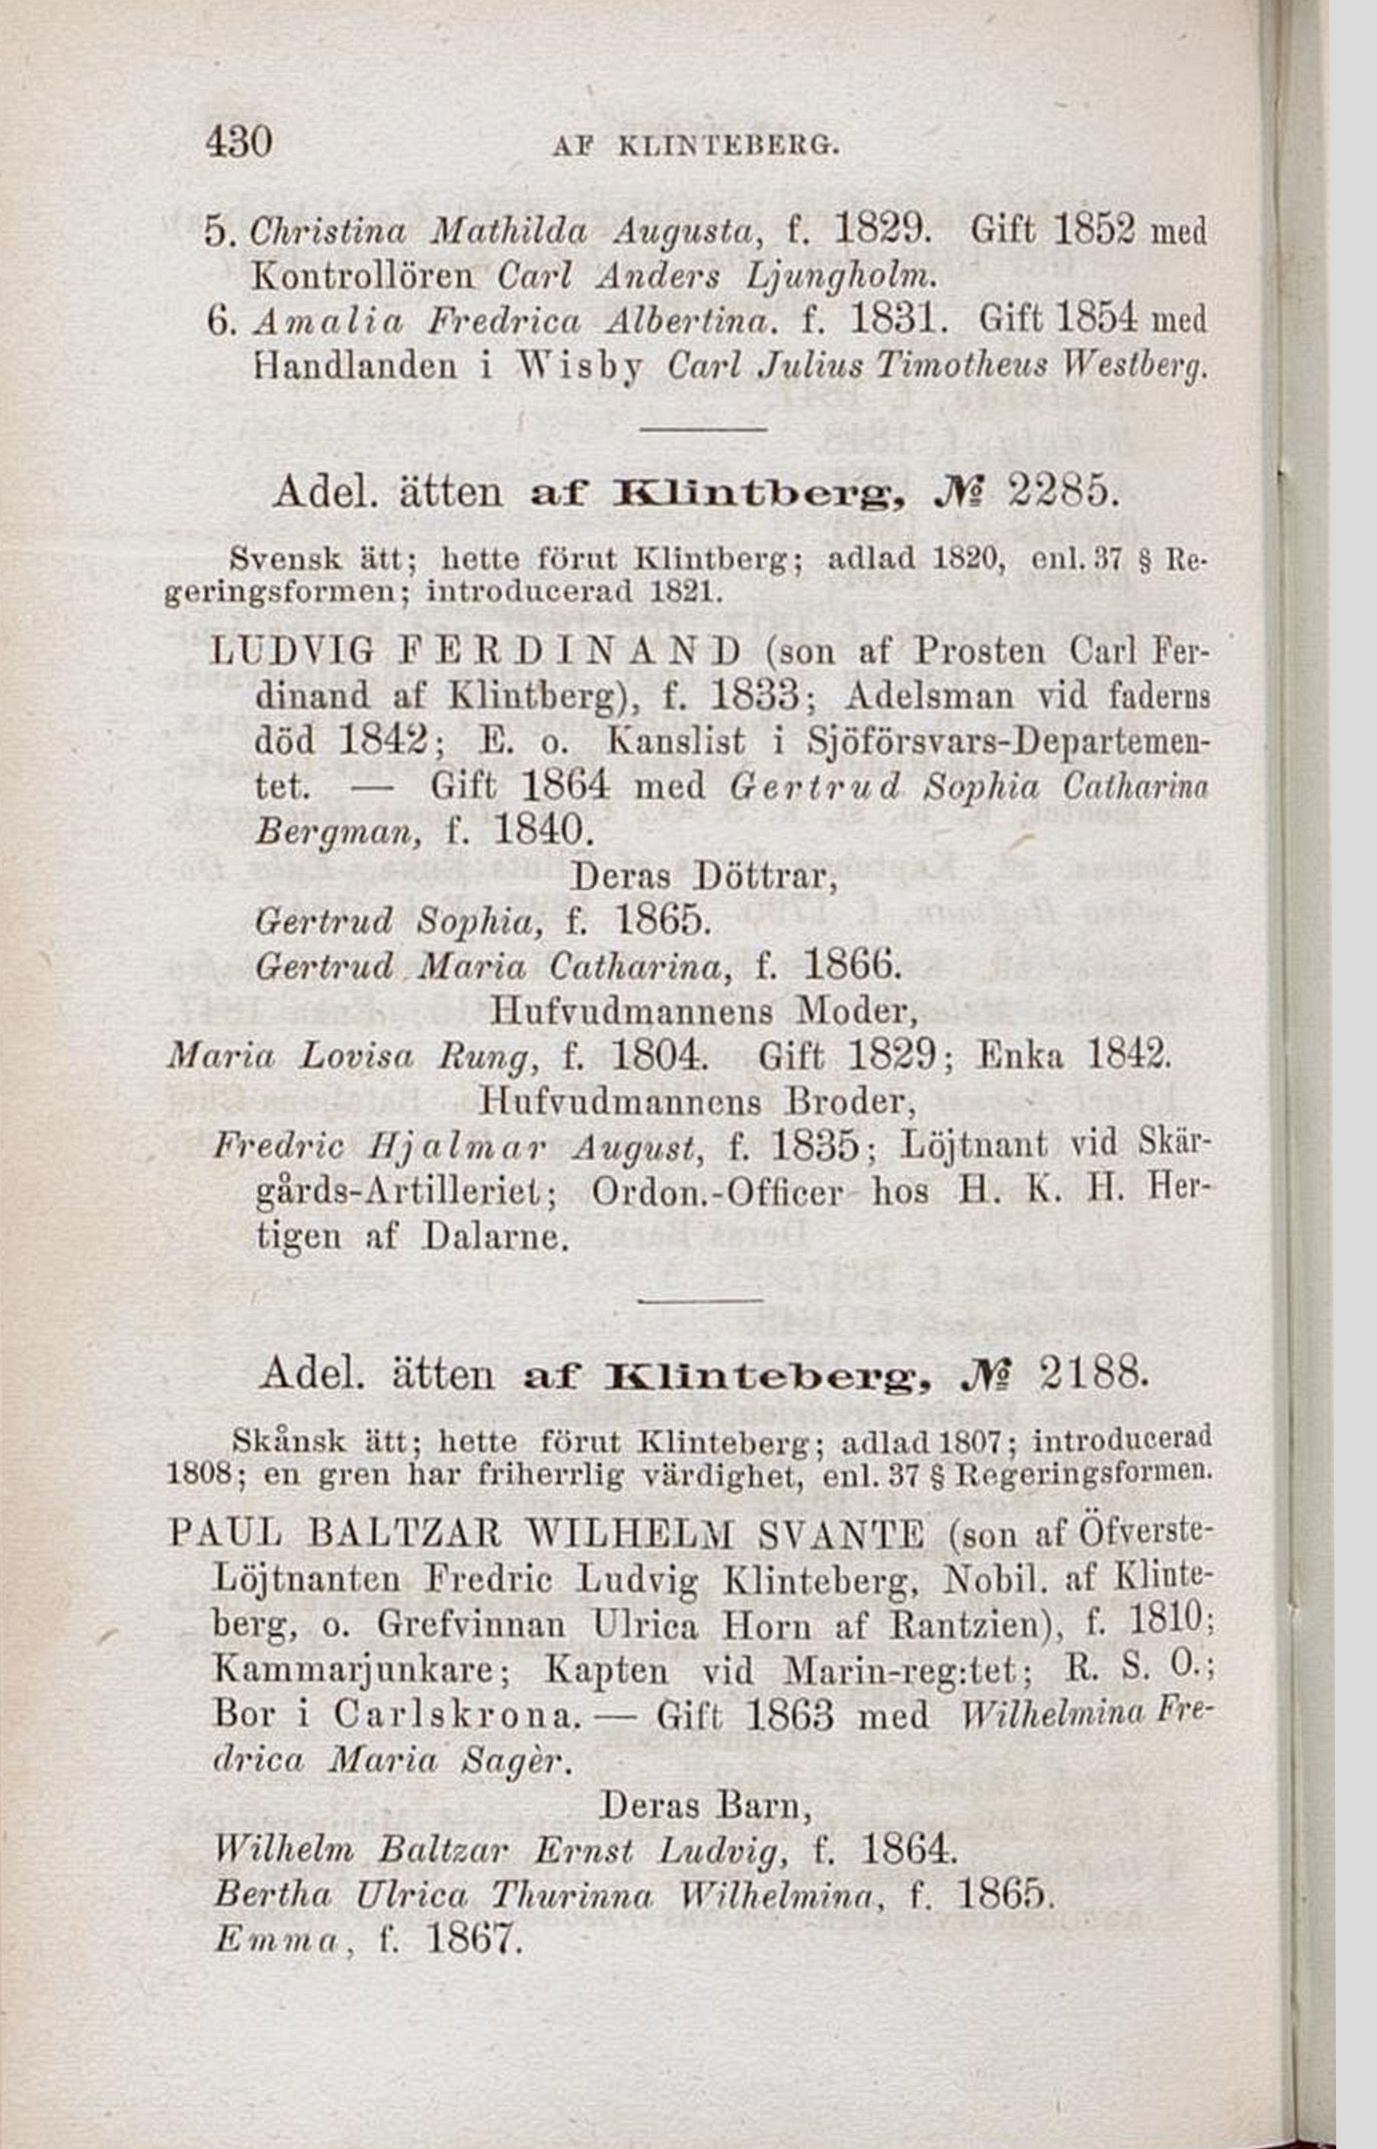 430 AF KLINTEBERG.
5. Christina Mathilda Augusta, f. 1829. Gift 1852 med
Kontrollören Carl Anders Ljungholm.
6. Amalia Fredrica Albertina. f. 1831. Gift 1854 med
Handlanden i Wisby Carl Julius Timotheus Westberg.
Adel. ätten af Klintberg, № 2285.
Svensk ätt; hette förut Klintberg; adlad 1820, enl. 37 § Re-
geringsformen; introducerad 1821.
LUDVIG FERDINAND (son af Prosten Carl Fer-
dinand af Klintberg), f. 1833; Adelsman vid faderns
död 1842; E. o. Kanslist i Sjöförsvars-Departemen-
tet. — Gift 1864 med Gertrud Sophia Catharina
Bergman, f. 1840.
Deras Döttrar,
Gertrud Sophia, f. 1865.
Gertrud Maria Catharina, f. 1866.
Hufvudmannens Moder,
Maria Lovisa Rung, f. 1804. Gift 1829; Enka 1842.
Hufvudmannens Broder,
Fredric Hjalmar August, f. 1835; Löjtnant vid Skär-
gårds-Artilleriet; Ordon.-Officer hos H. K. H. Her-
tigen af Dalarne.
Adel. ätten af Klinteberg, № 2188.
Skånsk ätt; hette förut Klinteberg; adlad 1807; introducerad
1808; en gren har friherrlig värdighet, enl. 37 § Regeringsformen.
PAUL BALTZAR WILHELM SVANTE (son af Öfverste-
Löjtnanten Fredric Ludvig Klinteberg, Nobil. af Klinte-
berg, o. Grefvinnan Ulrica Horn af Rantzien), f. 1810;
Kammarjunkare; Kapten vid Marin-reg:tet; R. S. O.;
Bor i Carlskrona. — Gift 1863 med Wilhelmina Fre-
drica Maria Sagèr.
Deras Barn,
Wilhelm Baltzar Ernst Ludvig, f. 1864.
Bertha Ulrica Thurinna Wilhelmina, f. 1865.
Emma, f. 1867.